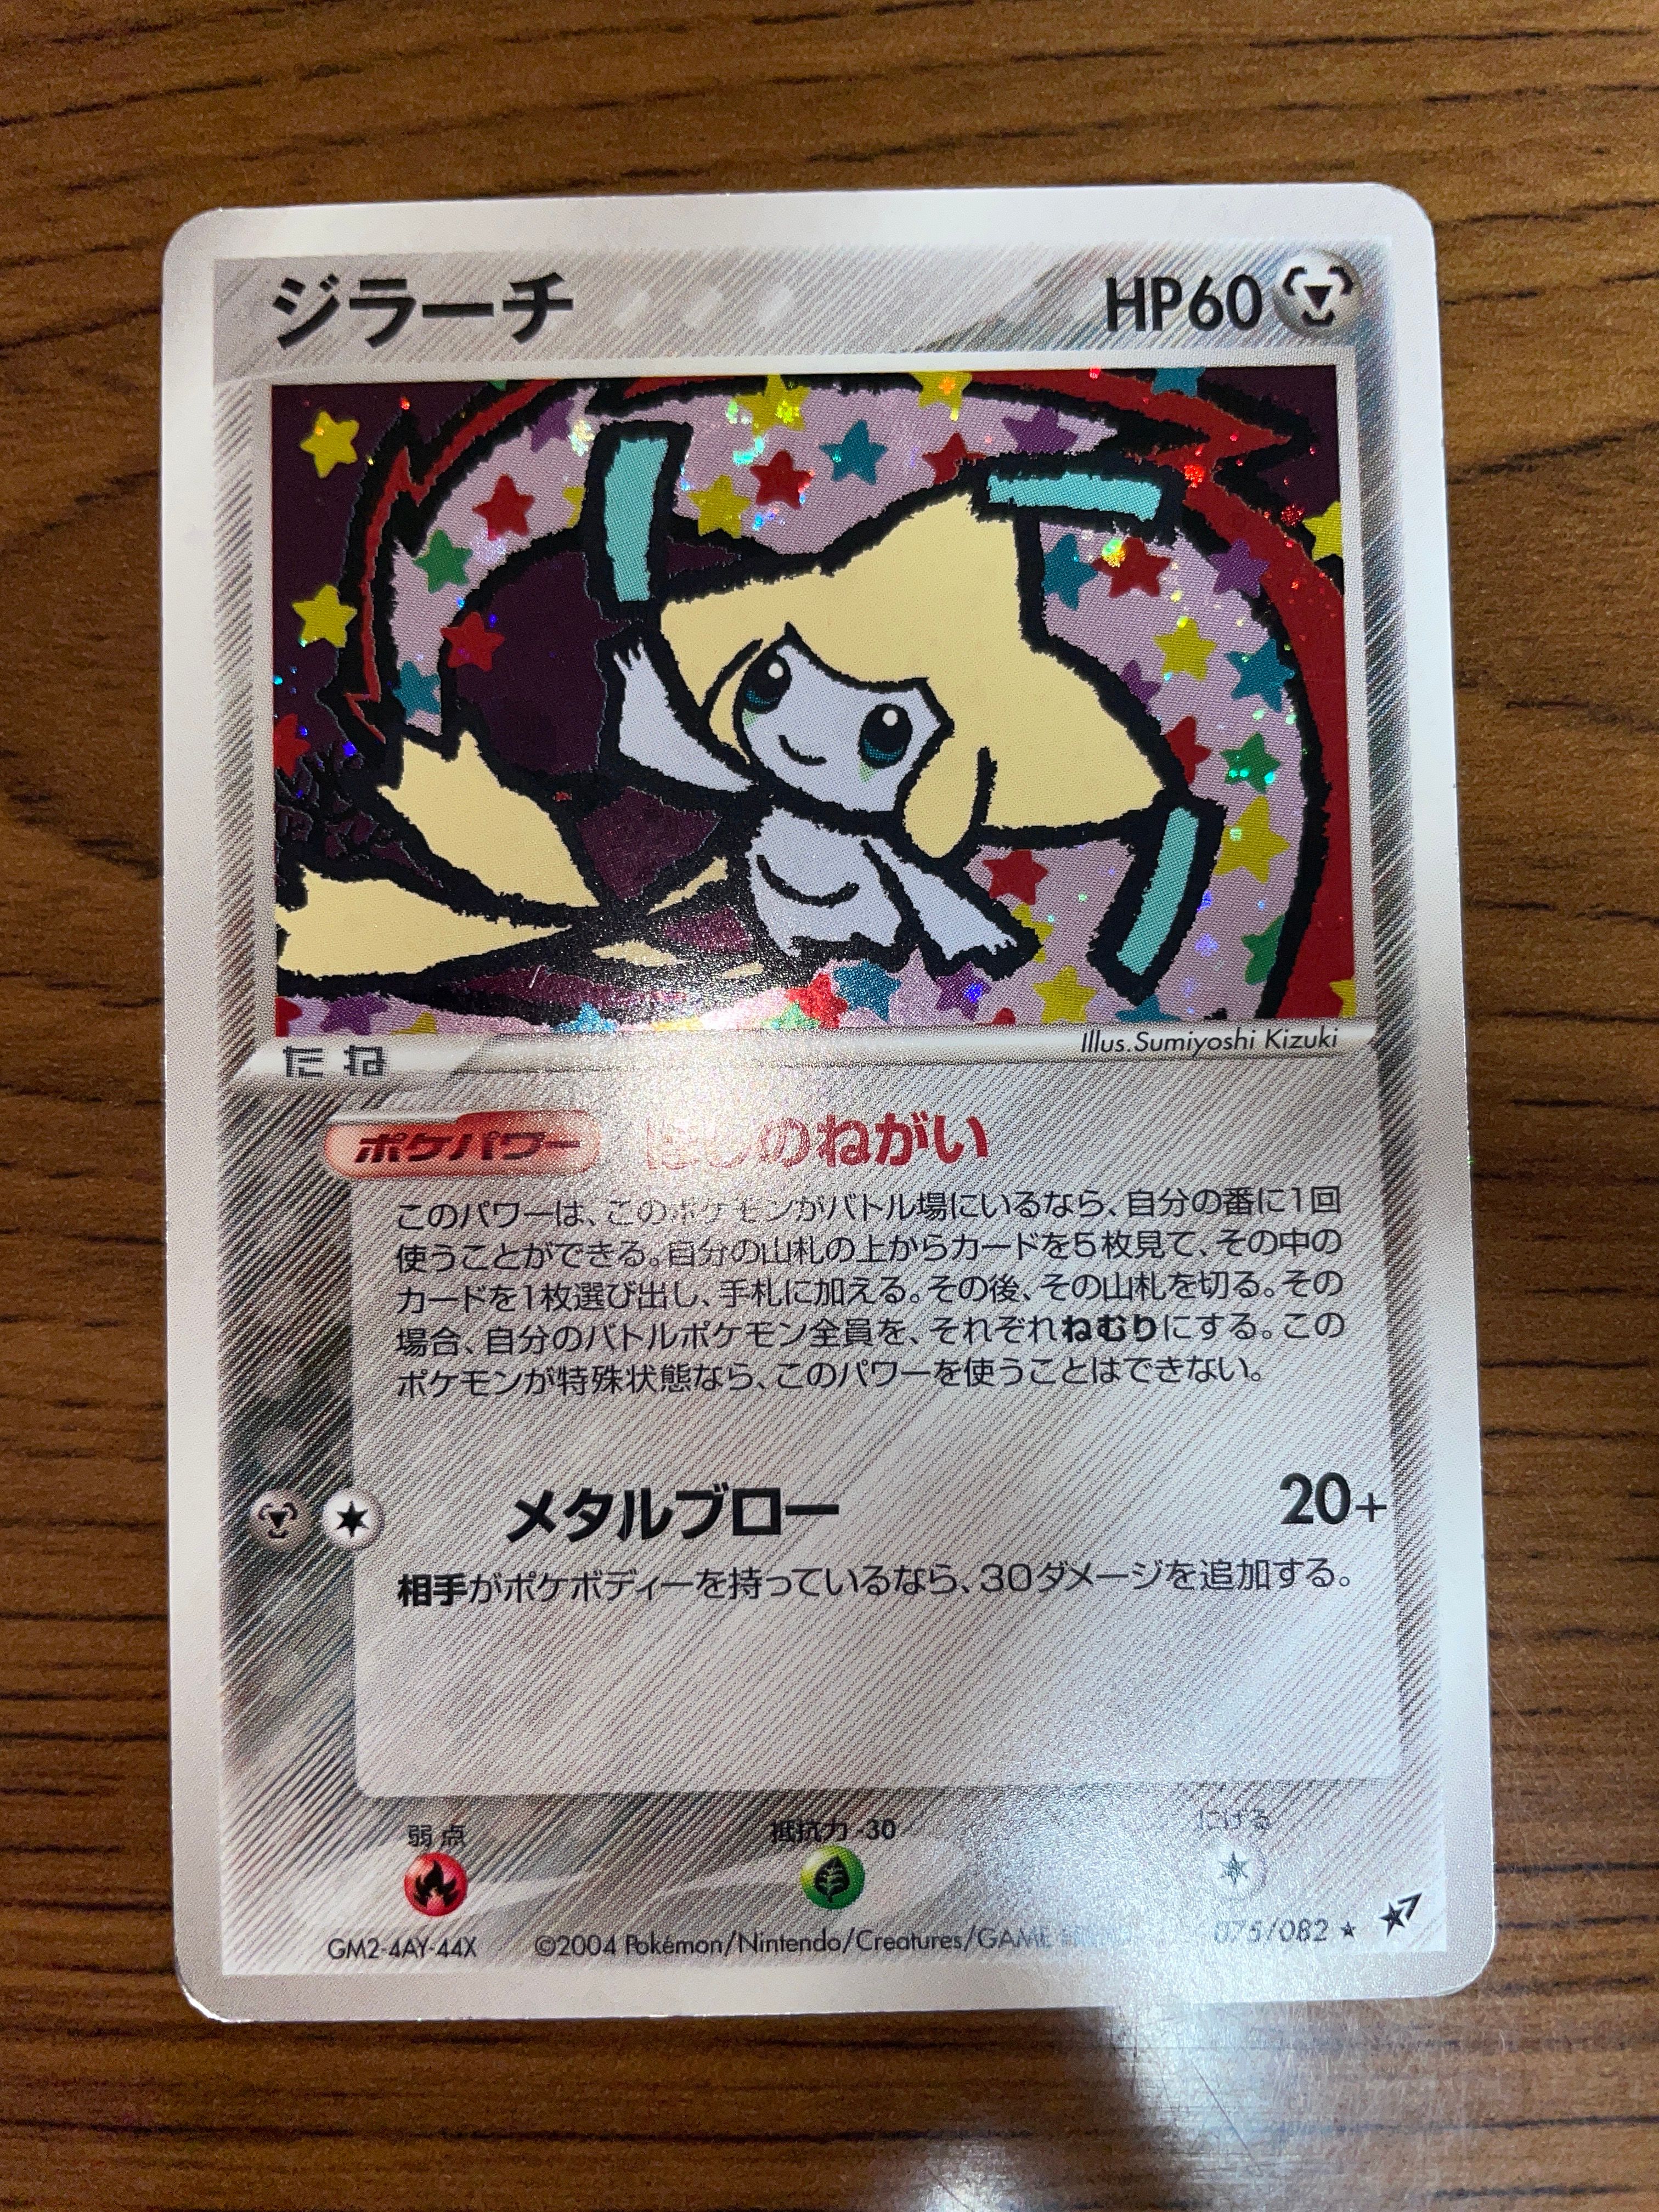 ジラーチ HP60
Illus.Sumiyoshi Kizuki
たね
ポケパワー ほしのねがい
このパワーは、このポケモンがバトル場にいるなら、自分の番に1回
使うことができる。自分の山札の上からカードを5枚見て、その中の
カードを1枚選び出し、手札に加える。その後、その山札を切る。その
場合、自分のバトルポケモン全員を、それぞれねむりにする。この
ポケモンが特殊状態なら、このパワーを使うことはできない。
メタルブロー 20+
相手がポケボディーを持っているなら、30ダメージを追加する。
弱点 抵抗力 -30 にげる
GM2-4AY-44X ©2004 Pokémon/Nintendo/Creatures/GAME 075/082 ★